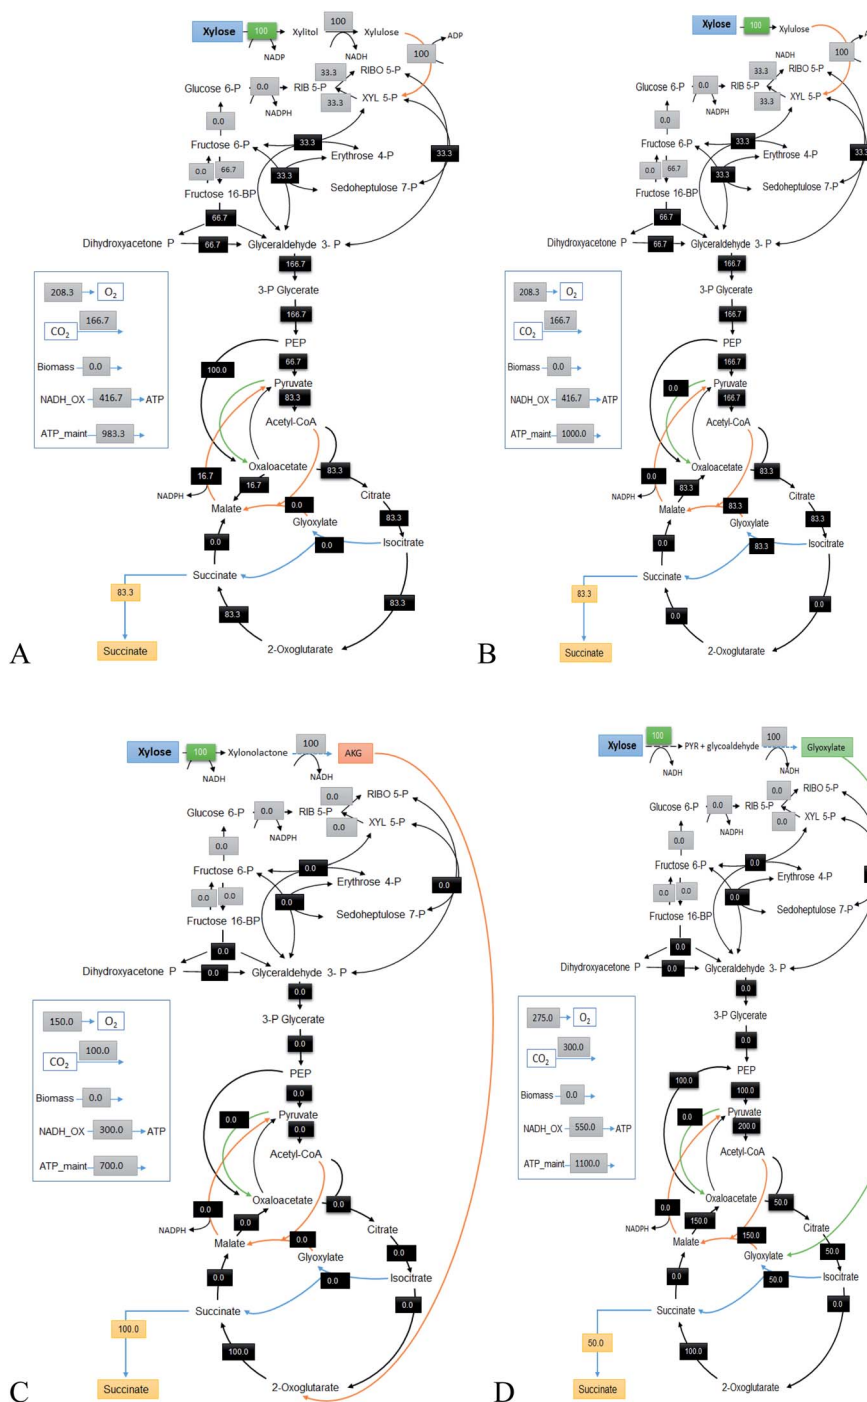 Xylose 100 Xylitol 100 Xylulose
NADP NADH 100 ADP
33.3 RIBO 5-P
Glucose 6-P 0.0 RIB 5-P
NADPH 33.3 XYL 5-P
0.0
Fructose 6-P 33.3
Erythrose 4-P 33.3
0.0 66.7 33.3
Fructose 16-BP Sedoheptulose 7-P
66.7
Dihydroxyacetone P 66.7 Glyceraldehyde 3- P
166.7
208.3 O2
3-P Glycerate
CO2 166.7
166.7
PEP
Biomass 0.0
100.0 66.7
Pyruvate
NADH_OX 416.7 ATP
83.3
Acetyl-CoA
ATP_maint 983.3
Oxaloacetate 83.3
16.7 16.7
NADPH Citrate
Malate 0.0
Glyoxylate 83.3
0.0 0.0 Isocitrate
Succinate
83.3
83.3 83.3
Succinate 2-Oxoglutarate
A
Xylose 100 Xylulose
100
NADH
33.3 RIBO 5-P
Glucose 6-P 0.0 RIB 5-P
NADPH 33.3 XYL 5-P
0.0
Fructose 6-P 33.3
Erythrose 4-P 33.3
0.0 66.7 33.3
Fructose 16-BP Sedoheptulose 7-P
66.7
Dihydroxyacetone P 66.7 Glyceraldehyde 3- P
166.7
208.3 O2
3-P Glycerate
CO2 166.7
166.7
PEP
Biomass 0.0
66.7
Pyruvate
0.0
NADH_OX 416.7 ATP
166.7
Acetyl-CoA
ATP_maint 1000.0
Oxaloacetate 83.3
0.0 83.3
NADPH Citrate
Malate 83.3
Glyoxylate 83.3
0.0 83.3 Isocitrate
Succinate
83.3
0.0 0.0
Succinate 2-Oxoglutarate
B
Xylose 100 Xylonolactone 100 AKG
NADH NADH
0.0 RIBO 5-P
Glucose 6-P 0.0 RIB 5-P
NADPH 0.0 XYL 5-P
0.0
Fructose 6-P 0.0
Erythrose 4-P 0.0
0.0 0.0 0.0
Fructose 16-BP Sedoheptulose 7-P
0.0
Dihydroxyacetone P 0.0 Glyceraldehyde 3- P
0.0
150.0 O2
3-P Glycerate
CO2 100.0
0.0
PEP
Biomass 0.0
0.0
Pyruvate
0.0
NADH_OX 300.0 ATP
0.0
Acetyl-CoA
ATP_maint 700.0
Oxaloacetate 0.0
0.0 0.0
NADPH Citrate
Malate 0.0
Glyoxylate 0.0
0.0 0.0 Isocitrate
Succinate
0.0
100.0 100.0
Succinate 2-Oxoglutarate
C
Xylose 100 PYR + glycoaldehyde 100 Glyoxylate
NADH NADH
0.0 RIBO 5-P
Glucose 6-P 0.0 RIB 5-P
NADPH 0.0 XYL 5-P
0.0
Fructose 6-P 0.0
Erythrose 4-P
0.0 0.0 0.0
Fructose 16-BP Sedoheptulose 7-P
0.0
Dihydroxyacetone P 0.0 Glyceraldehyde 3- P
0.0
275.0 O2
3-P Glycerate
CO2 300.0
0.0
PEP
Biomass 0.0
100.0 100.0
Pyruvate
0.0
NADH_OX 550.0 ATP
200.0
Acetyl-CoA
ATP_maint 1100.0
Oxaloacetate 50.0
0.0 150.0
NADPH Citrate
Malate 150.0
Glyoxylate 50.0
0.0 50.0 Isocitrate
Succinate
0.0
50.0 100.0
Succinate 2-Oxoglutarate
D